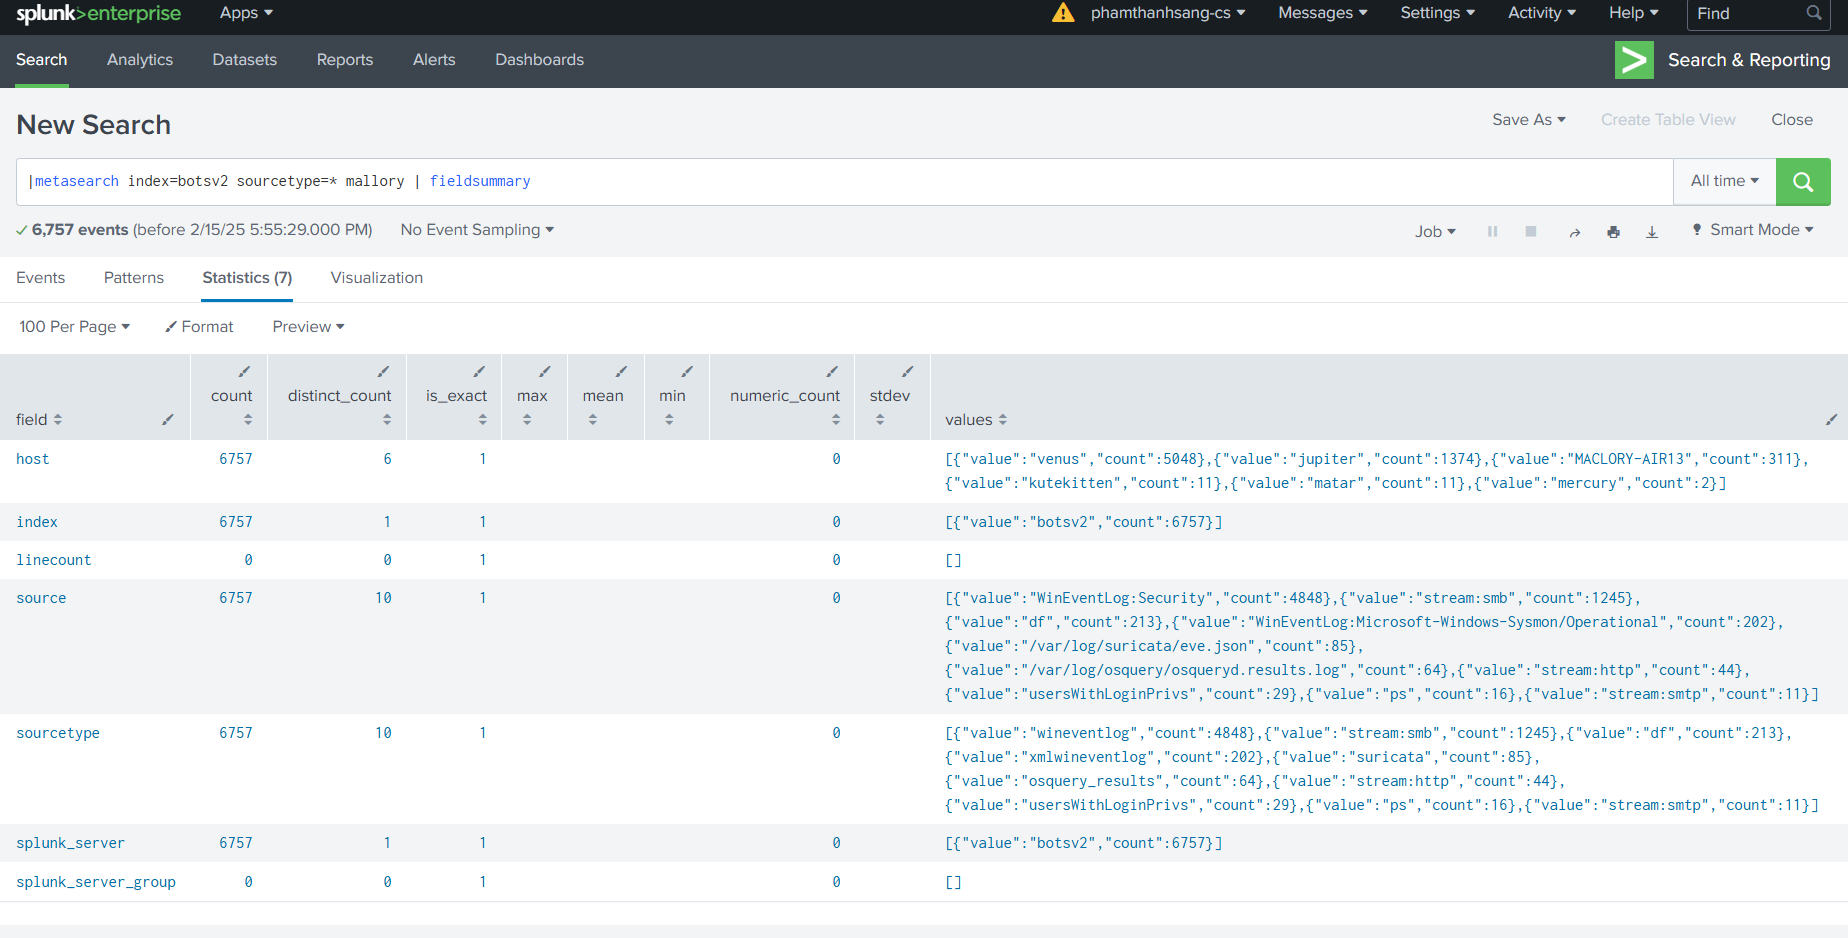 splunk>enterprise Apps phamthanhsang-cs Messages Settings Activity Help Find
Search Analytics Datasets Reports Alerts Dashboards Search & Reporting
New Search Save As Create Table View Close
|metasearch index=botsv2 sourcetype=* mallory | fieldsummary All time
6,757 events (before 2/15/25 5:55:29.000 PM) No Event Sampling Job Smart Mode
Events Patterns Statistics (7) Visualization
100 Per Page Format Preview
field count distinct_count is_exact max mean min numeric_count stdev values
host 6757 6 1 0 [{"value":"venus","count":5048},{"value":"jupiter","count":1374},{"value":"MACLORY-AIR13","count":311},
{"value":"kutekitten","count":11},{"value":"matar","count":11},{"value":"mercury","count":2}]
index 6757 1 1 0 [{"value":"botsv2","count":6757}]
linecount 0 0 1 0 []
source 6757 10 1 0 [{"value":"WinEventLog:Security","count":4848},{"value":"stream:smb","count":1245},
{"value":"df","count":213},{"value":"WinEventLog:Microsoft-Windows-Sysmon/Operational","count":202},
{"value":"/var/log/suricata/eve.json","count":85},
{"value":"/var/log/osquery/osqueryd.results.log","count":64},{"value":"stream:http","count":44},
{"value":"usersWithLoginPrivs","count":29},{"value":"ps","count":16},{"value":"stream:smtp","count":11}]
sourcetype 6757 10 1 0 [{"value":"wineventlog","count":4848},{"value":"stream:smb","count":1245},{"value":"df","count":213},
{"value":"xmlwineventlog","count":202},{"value":"suricata","count":85},
{"value":"osquery_results","count":64},{"value":"stream:http","count":44},
{"value":"usersWithLoginPrivs","count":29},{"value":"ps","count":16},{"value":"stream:smtp","count":11}]
splunk_server 6757 1 1 0 [{"value":"botsv2","count":6757}]
splunk_server_group 0 0 1 0 []